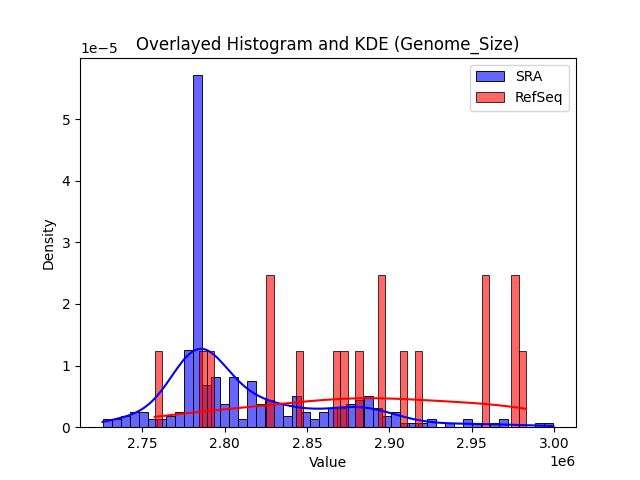 Overlayed Histogram and KDE (Genome_Size)
1e−5
SRA
RefSeq
5
4
3
2
1
0
Density
2.75
2.80
2.85
2.90
2.95
3.00
Value
1e6